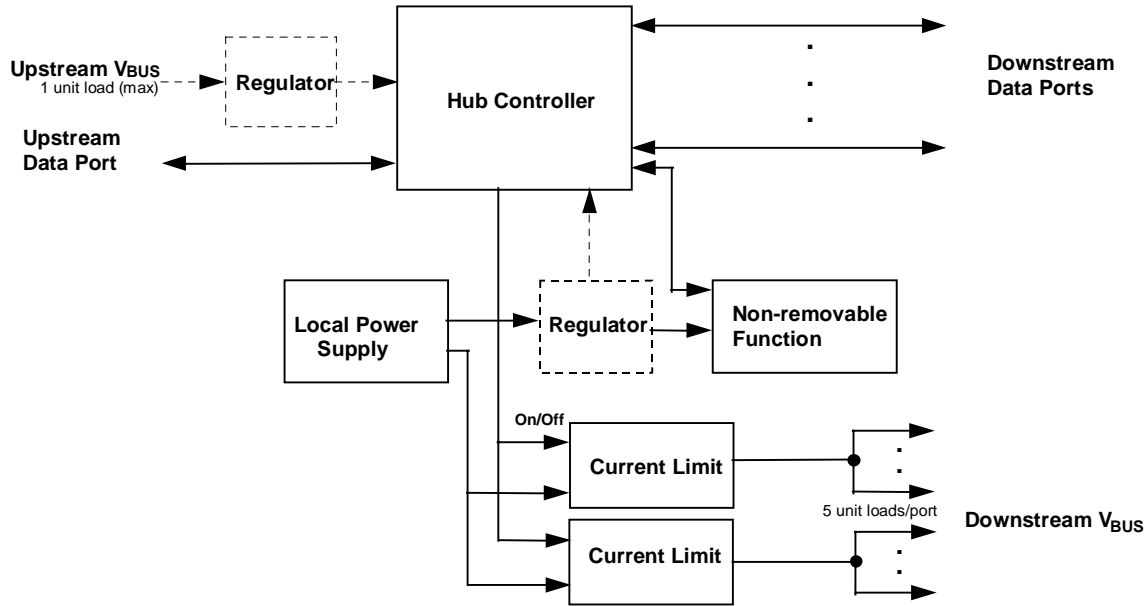 Upstream VBUS
1 unit load (max)
Regulator
Hub Controller
Downstream
Data Ports
Upstream
Data Port
Local Power
Supply
Regulator
Non-removable
Function
On/Off
Current Limit
5 unit loads/port
Downstream VBUS
Current Limit